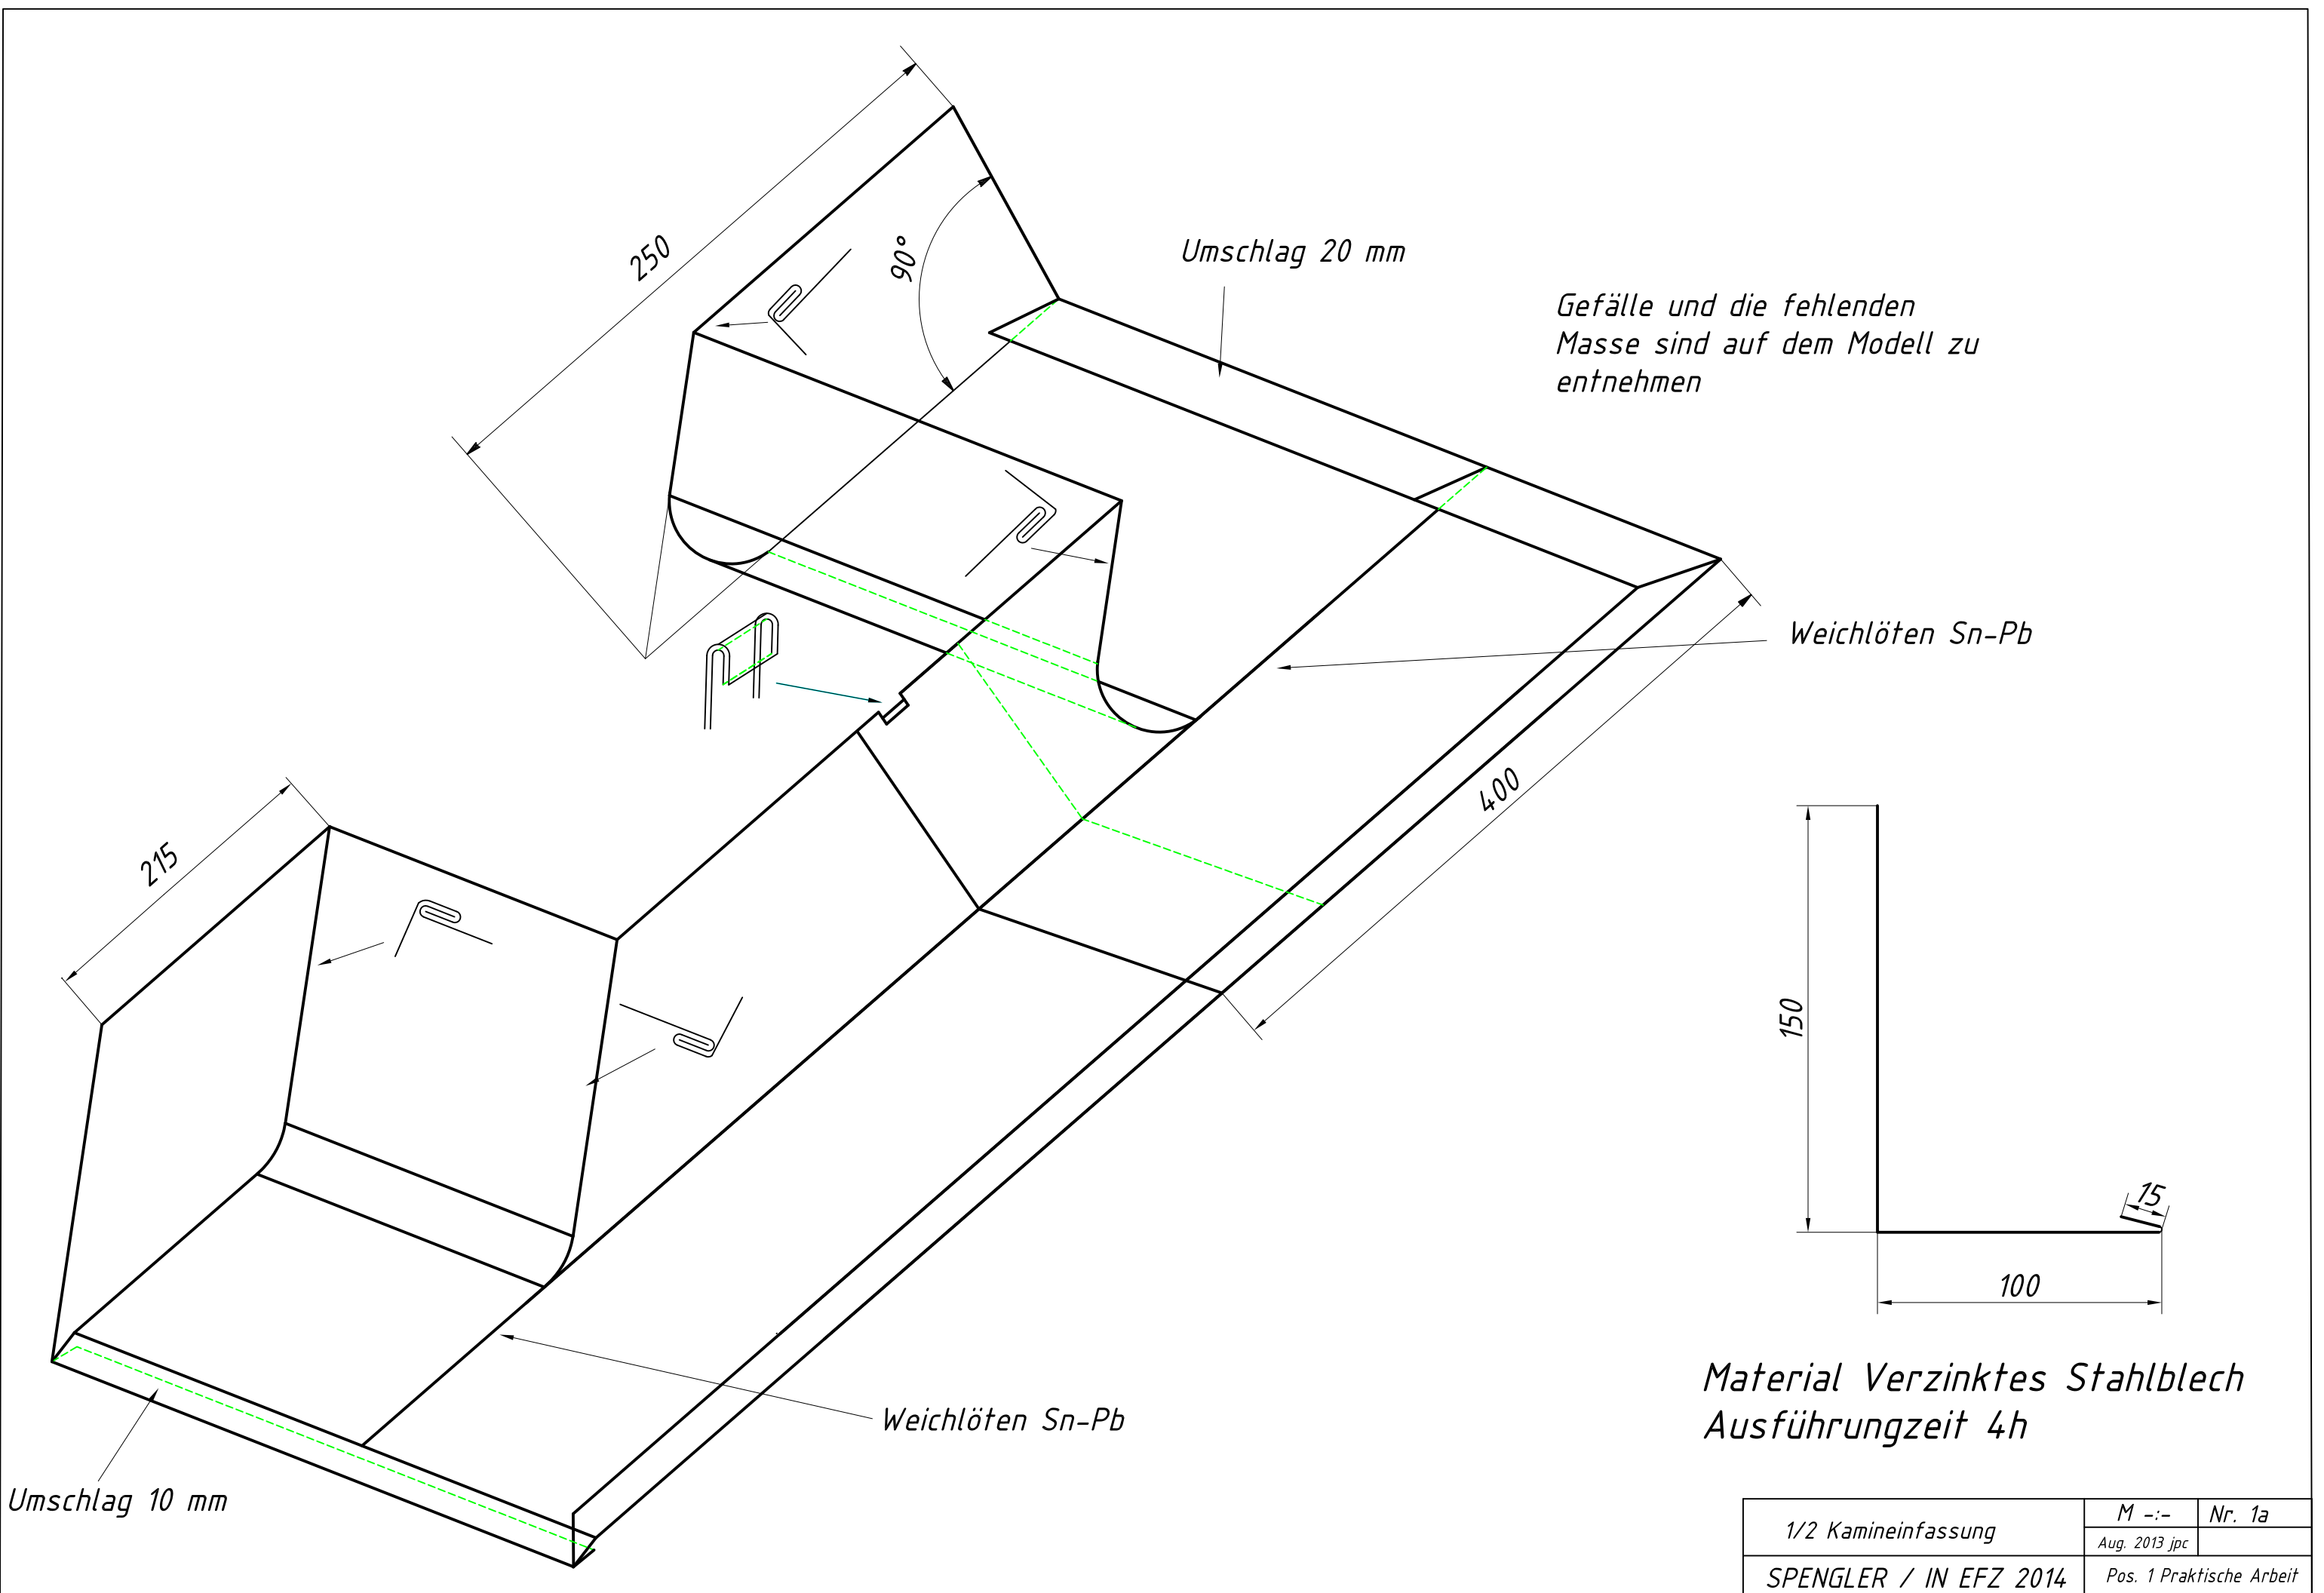 250
90°
Umschlag 20 mm
Gefälle und die fehlenden
Masse sind auf dem Modell zu
entnehmen
Weichlöten Sn-Pb
400
215
150
15
100
Material Verzinktes Stahlblech
Ausführungzeit 4h
Weichlöten Sn-Pb
Umschlag 10 mm
1/2 Kamineinfassung
M -:-
Nr. 1a
Aug. 2013 jpc
SPENGLER / IN EFZ 2014
Pos. 1 Praktische Arbeit